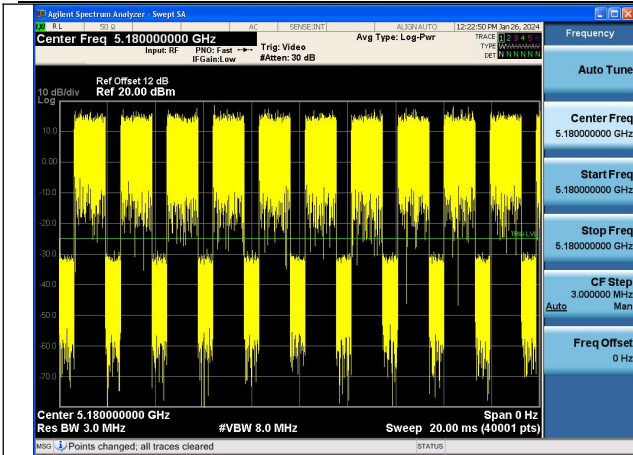 Agilent Spectrum Analyzer - Swept SA
RL 50 Ω AC SENSE:INT ALIGNAUTO 12:22:50 PM Jan 26, 2024
Center Freq 5.180000000 GHz Avg Type: Log-Pwr TRACE 1 2 3 4 5 6
Input: RF PNO: Fast Trig: Video TYPE WWWWWW
IFGain:Low #Atten: 30 dB DET N N N N N N
Frequency
Auto Tune
Ref Offset 12 dB
10 dB/div Ref 20.00 dBm
Log
10.0
0.00
-10.0
-20.0
TRIG LVL
-30.0
-40.0
-50.0
-60.0
-70.0
Center 5.180000000 GHz Span 0 Hz
Res BW 3.0 MHz #VBW 8.0 MHz Sweep 20.00 ms (40001 pts)
Center Freq
5.180000000 GHz
Start Freq
5.180000000 GHz
Stop Freq
5.180000000 GHz
CF Step
3.000000 MHz
Auto Man
Freq Offset
0 Hz
MSG Points changed; all traces cleared STATUS